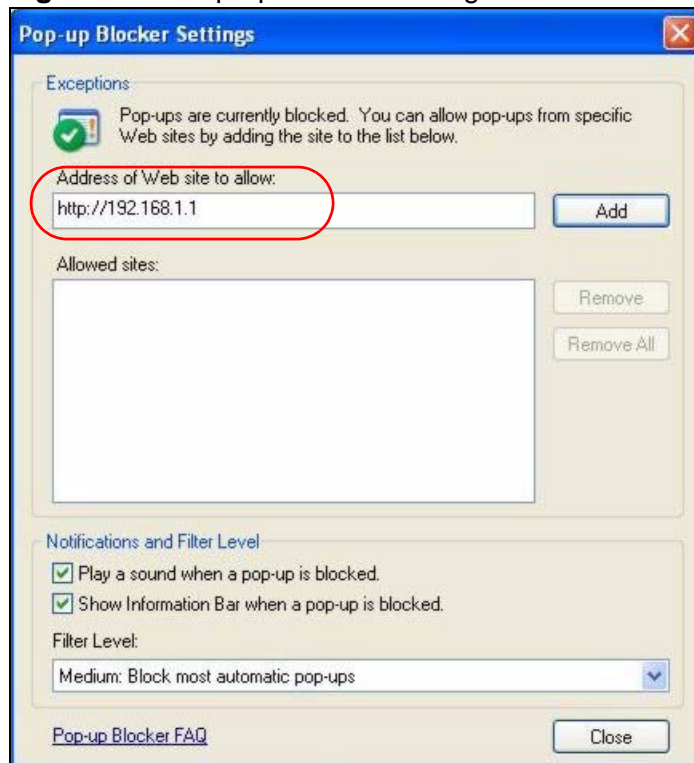 Pop-up Blocker Settings
Exceptions
Pop-ups are currently blocked. You can allow pop-ups from specific
Web sites by adding the site to the list below.
Address of Web site to allow:
http://192.168.1.1
Add
Allowed sites:
Remove
Remove All
Notifications and Filter Level
Play a sound when a pop-up is blocked.
Show Information Bar when a pop-up is blocked.
Filter Level:
Medium: Block most automatic pop-ups
Pop-up Blocker FAQ
Close